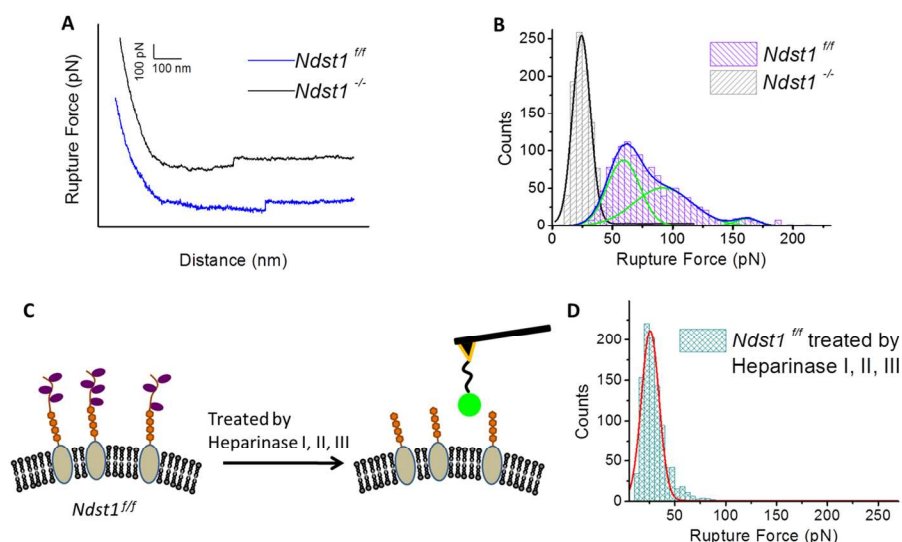 A
Rupture Force (pN)
100 pN
100 nm
Ndst1 f/f
Ndst1 -/-
Distance (nm)
B
Counts
250
200
150
100
50
0
0 50 100 150 200
Rupture Force (pN)
Ndst1 f/f
Ndst1 -/-
C
Treated by
Heparinase I, II, III
Ndst1f/f
D
Counts
200
150
100
50
0
50 100 150 200 250
Rupture Force (pN)
Ndst1 f/f treated by
Heparinase I, II, III